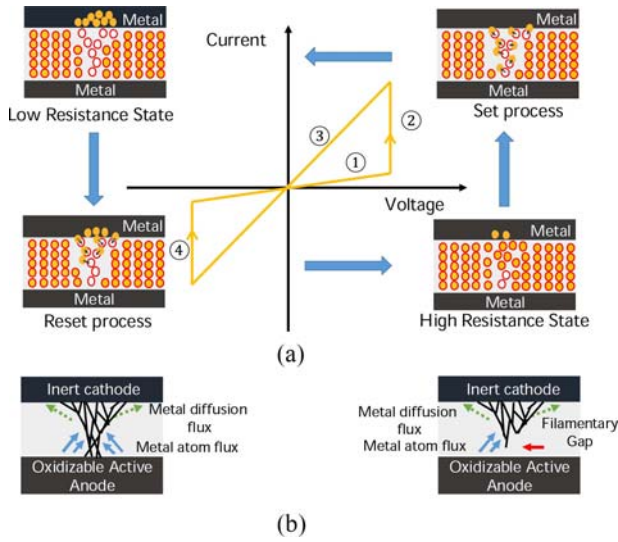 Metal
Metal
Low Resistance State
Current
Metal
Metal
Set process
③
②
①
Voltage
④
Metal
Metal
Reset process
Metal
Metal
High Resistance State
(a)
Inert cathode
Metal diffusion
flux
Metal atom flux
Oxidizable Active
Anode
Inert cathode
Metal diffusion
flux
Metal atom flux
Filamentary
Gap
Oxidizable Active
Anode
(b)